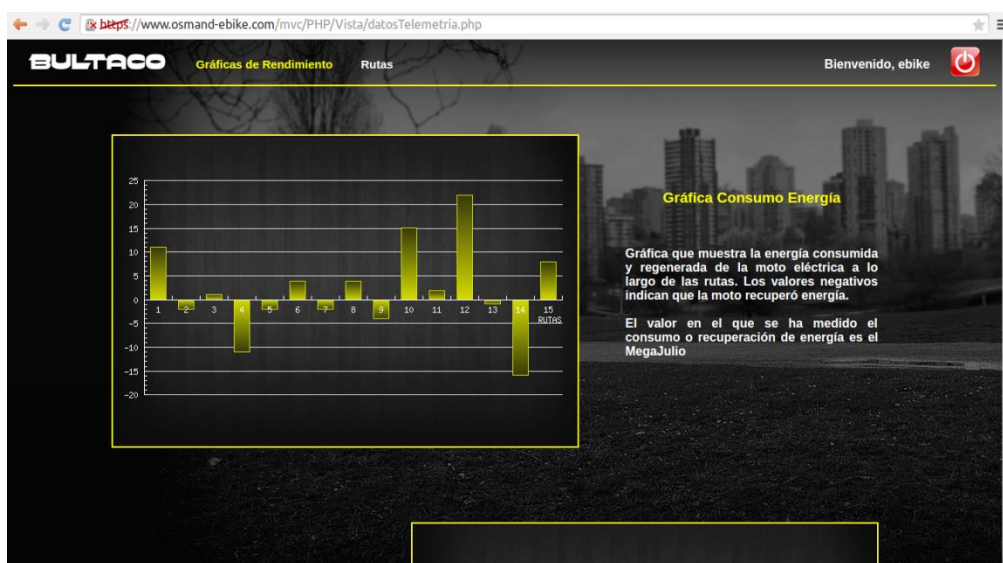 https://www.osmand-ebike.com/mvc/PHP/Vista/datosTelemetria.php
BULTACO
Gráficas de Rendimiento
Rutas
Bienvenido, ebike
25
20
15
10
5
0
-5
-10
-15
-20
1 2 3 4 5 6 7 8 9 10 11 12 13 14 15
RUTAS
Gráfica Consumo Energía
Gráfica que muestra la energía consumida
y regenerada de la moto eléctrica a lo
largo de las rutas. Los valores negativos
indican que la moto recuperó energía.
El valor en el que se ha medido el
consumo o recuperación de energía es el
MegaJulio